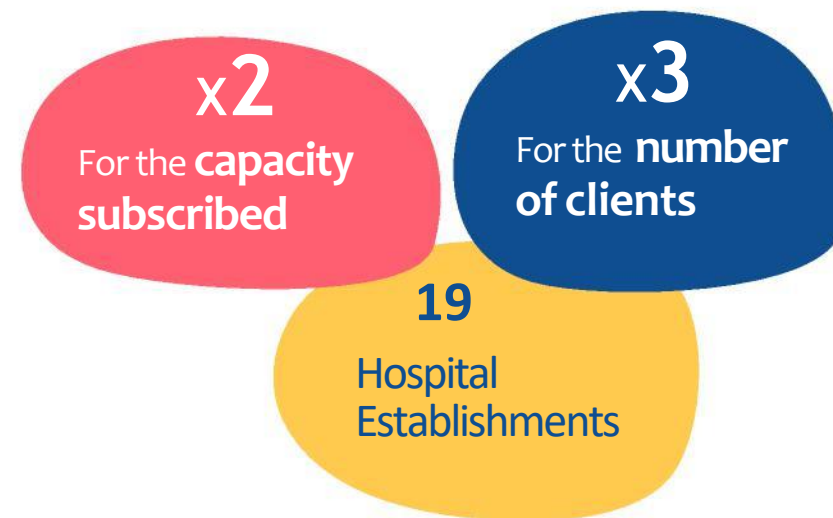 x2
For the capacity
subscribed
x3
For the number
of clients
19
Hospital
Establishments